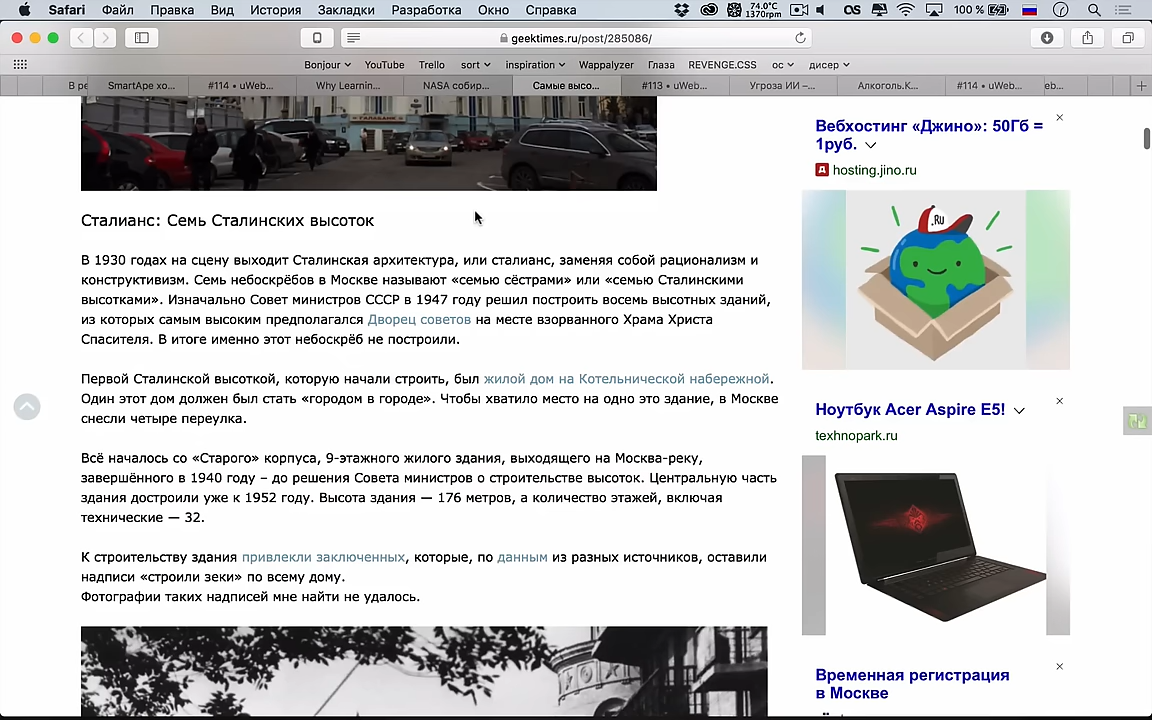 Safari Файл Правка Вид История Закладки Разработка Окно Справка 74.0°C 1370rpm 100 %
geektimes.ru/post/285086/
Bonjour YouTube Trello sort inspiration Wappalyzer Глаза REVENGE.CSS ос дисер
В ре SmartApe хо... #114 • uWeb... Why Learnin... NASA собир... Самые высо... #113 • uWeb... Угроза ИИ –... Алкоголь.К... #114 • uWeb... eb...
ГАЛАБАНК
Сталианс: Семь Сталинских высоток
В 1930 годах на сцену выходит Сталинская архитектура, или сталианс, заменяя собой рационализм и
конструктивизм. Семь небоскрёбов в Москве называют «семью сёстрами» или «семью Сталинскими
высотками». Изначально Совет министров СССР в 1947 году решил построить восемь высотных зданий,
из которых самым высоким предполагался Дворец советов на месте взорванного Храма Христа
Спасителя. В итоге именно этот небоскрёб не построили.
Первой Сталинской высоткой, которую начали строить, был жилой дом на Котельнической набережной.
Один этот дом должен был стать «городом в городе». Чтобы хватило место на одно это здание, в Москве
снесли четыре переулка.
Всё началось со «Старого» корпуса, 9-этажного жилого здания, выходящего на Москва-реку,
завершённого в 1940 году – до решения Совета министров о строительстве высоток. Центральную часть
здания достроили уже к 1952 году. Высота здания — 176 метров, а количество этажей, включая
технические — 32.
К строительству здания привлекли заключенных, которые, по данным из разных источников, оставили
надписи «строили зеки» по всему дому.
Фотографии таких надписей мне найти не удалось.
Вебхостинг «Джино»: 50Гб =
1руб.
hosting.jino.ru
.RU
Ноутбук Acer Aspire E5!
texhnopark.ru
Временная регистрация
в Москве